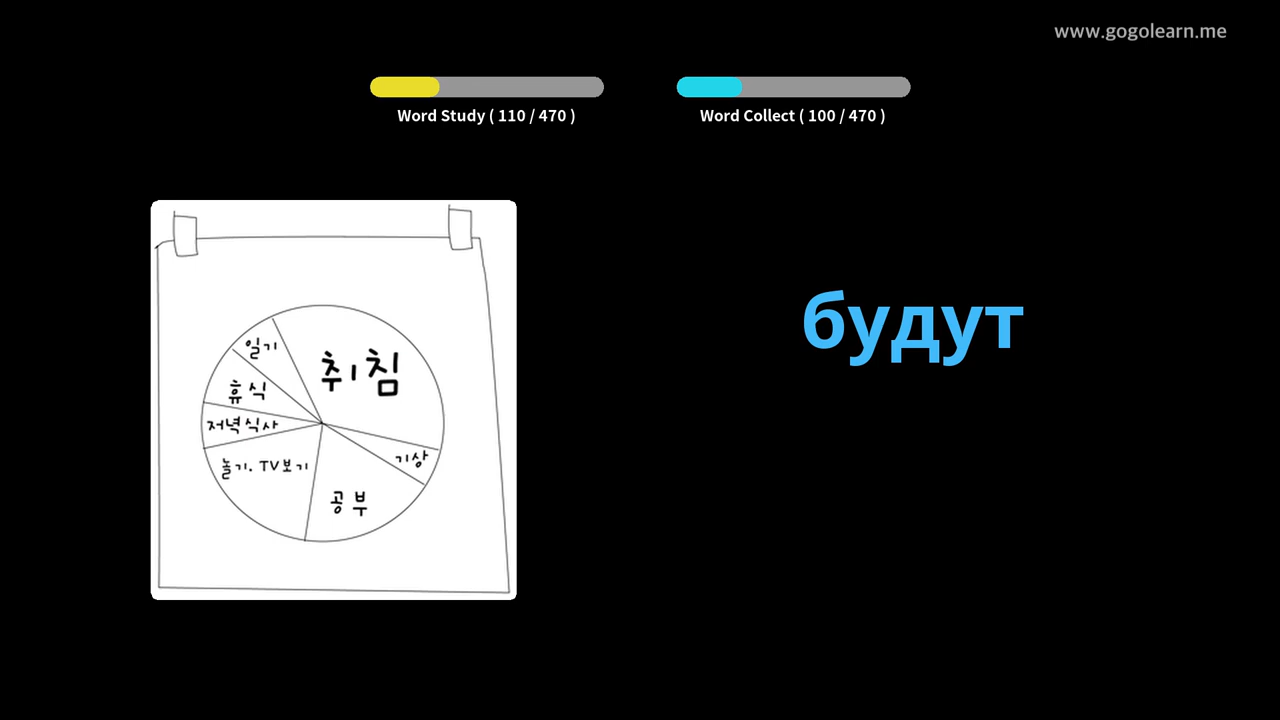 www.gogolearn.me
Word Study ( 110 / 470 )
Word Collect ( 100 / 470 )
일기
취침
휴식
저녁식사
놀기. TV보기
기상
공부
будут